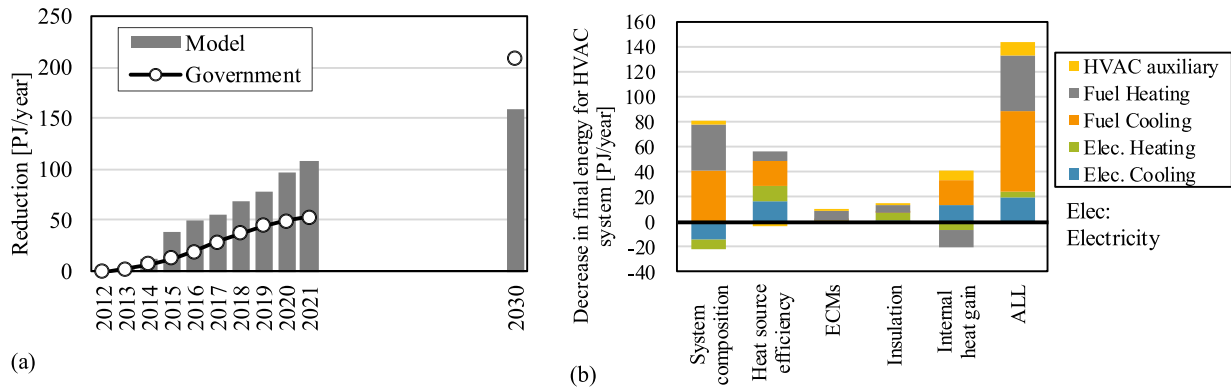 (a)
Reduction [PJ/year]
250
200
150
100
50
0
Model
Government
2012
2013
2014
2015
2016
2017
2018
2019
2020
2021
2030
(b)
Decrease in final energy for HVAC
system [PJ/year]
160
140
120
100
80
60
40
20
0
-20
-40
System
composition
Heat source
efficiency
ECMs
Insulation
Internal
heat gain
ALL
HVAC auxiliary
Fuel Heating
Fuel Cooling
Elec. Heating
Elec. Cooling
Elec:
Electricity